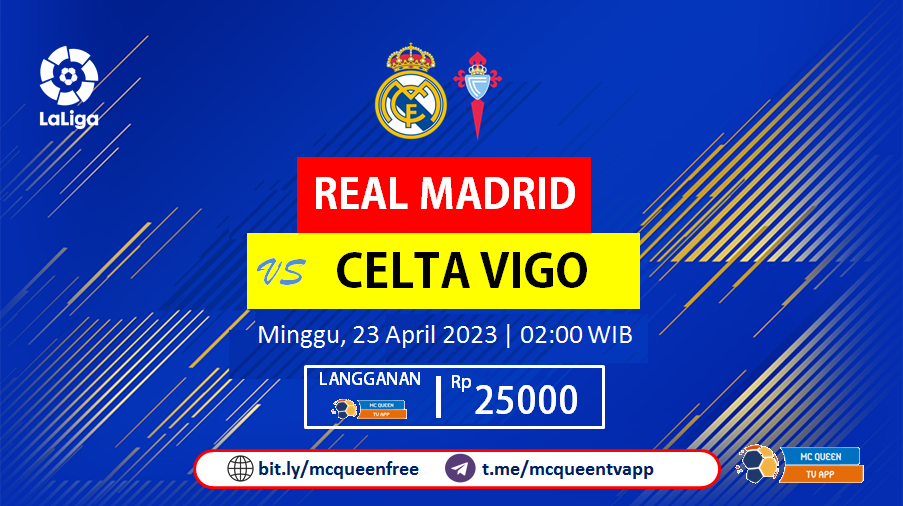 LaLiga
REAL MADRID
VS CELTA VIGO
Minggu, 23 April 2023 | 02:00 WIB
LANGGANAN
MC QUEEN
TV APP
Rp 25000
bit.ly/mcqueenfree t.me/mcqueentvapp
MC QUEEN
TV APP